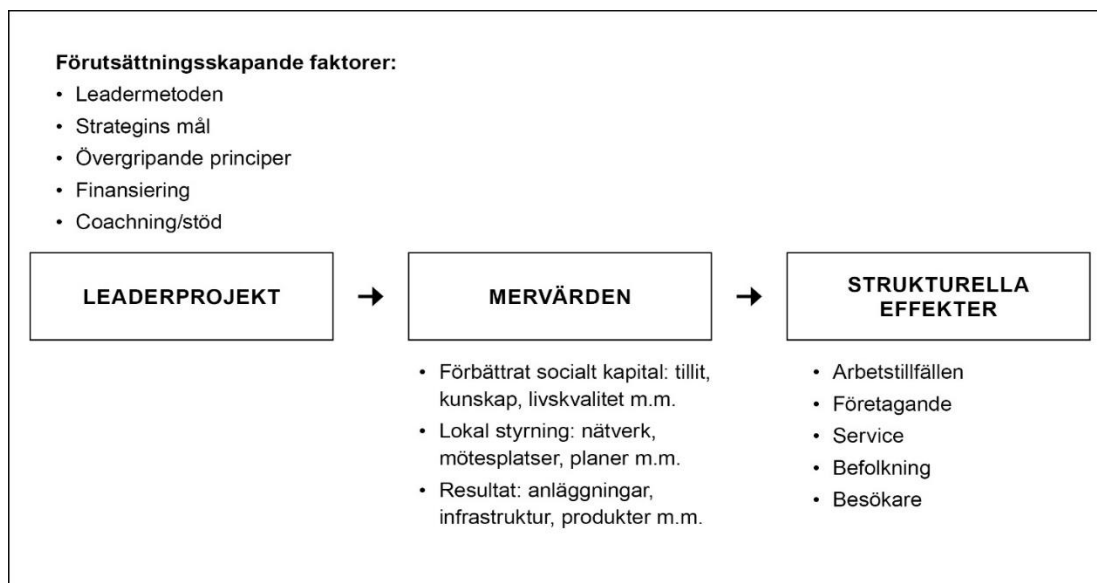 Förutsättningsskapande faktorer:
• Leadermetoden
• Strategins mål
• Övergripande principer
• Finansiering
• Coachning/stöd
LEADERPROJEKT
MERVÄRDEN
• Förbättrat socialt kapital: tillit,
kunskap, livskvalitet m.m.
• Lokal styrning: nätverk,
mötesplatser, planer m.m.
• Resultat: anläggningar,
infrastruktur, produkter m.m.
STRUKTURELLA
EFFEKTER
• Arbetstillfällen
• Företagande
• Service
• Befolkning
• Besökare